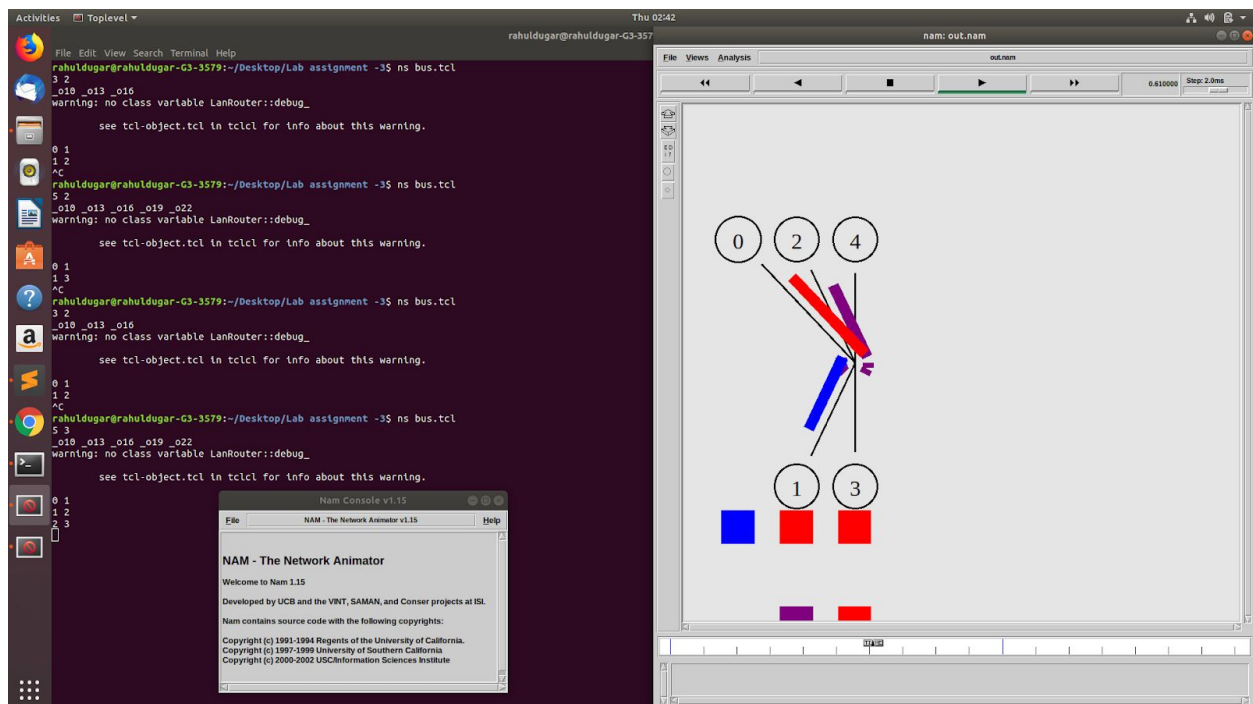 Activities Toplevel Thu 02:42
rahuldugar@rahuldugar-G3-357
File Edit View Search Terminal Help
rahuldugar@rahuldugar-G3-3579:~/Desktop/Lab assignment -3$ ns bus.tcl
3 2
_o10 _o13 _o16
warning: no class variable LanRouter::debug_
see tcl-object.tcl in tclcl for info about this warning.
0 1
1 2
^C
rahuldugar@rahuldugar-G3-3579:~/Desktop/Lab assignment -3$ ns bus.tcl
5 2
_o10 _o13 _o16 _o19 _o22
warning: no class variable LanRouter::debug_
see tcl-object.tcl in tclcl for info about this warning.
0 1
1 3
^C
rahuldugar@rahuldugar-G3-3579:~/Desktop/Lab assignment -3$ ns bus.tcl
3 2
_o10 _o13 _o16
warning: no class variable LanRouter::debug_
see tcl-object.tcl in tclcl for info about this warning.
0 1
1 2
^C
rahuldugar@rahuldugar-G3-3579:~/Desktop/Lab assignment -3$ ns bus.tcl
5 3
_o10 _o13 _o16 _o19 _o22
warning: no class variable LanRouter::debug_
see tcl-object.tcl in tclcl for info about this warning.
0 1
1 2
2 3
Nam Console v1.15
File NAM - The Network Animator v1.15 Help
NAM - The Network Animator
Welcome to Nam 1.15
Developed by UCB and the VINT, SAMAN, and Conser projects at ISI.
Nam contains source code with the following copyrights:
Copyright (c) 1991-1994 Regents of the University of California.
Copyright (c) 1997-1999 University of Southern California
Copyright (c) 2000-2002 USC/Information Sciences Institute
nam: out.nam
File Views Analysis out.nam
0.610000 Step: 2.0ms
0 2 4
1 3